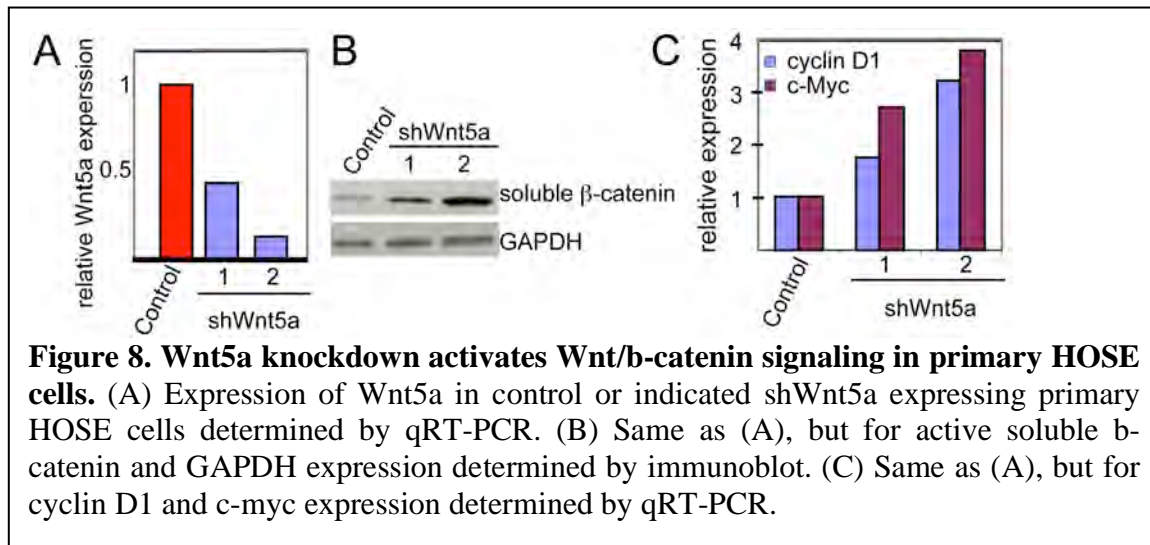 A
relative Wnt5a experssion
1
0.5
Control
1 2
shWnt5a
B
Control
shWnt5a
1 2
soluble β-catenin
GAPDH
C
relative expression
4
3
2
1
cyclin D1
c-Myc
Control
1 2
shWnt5a
Figure 8. Wnt5a knockdown activates Wnt/b-catenin signaling in primary HOSE
cells. (A) Expression of Wnt5a in control or indicated shWnt5a expressing primary
HOSE cells determined by qRT-PCR. (B) Same as (A), but for active soluble b-
catenin and GAPDH expression determined by immunoblot. (C) Same as (A), but for
cyclin D1 and c-myc expression determined by qRT-PCR.